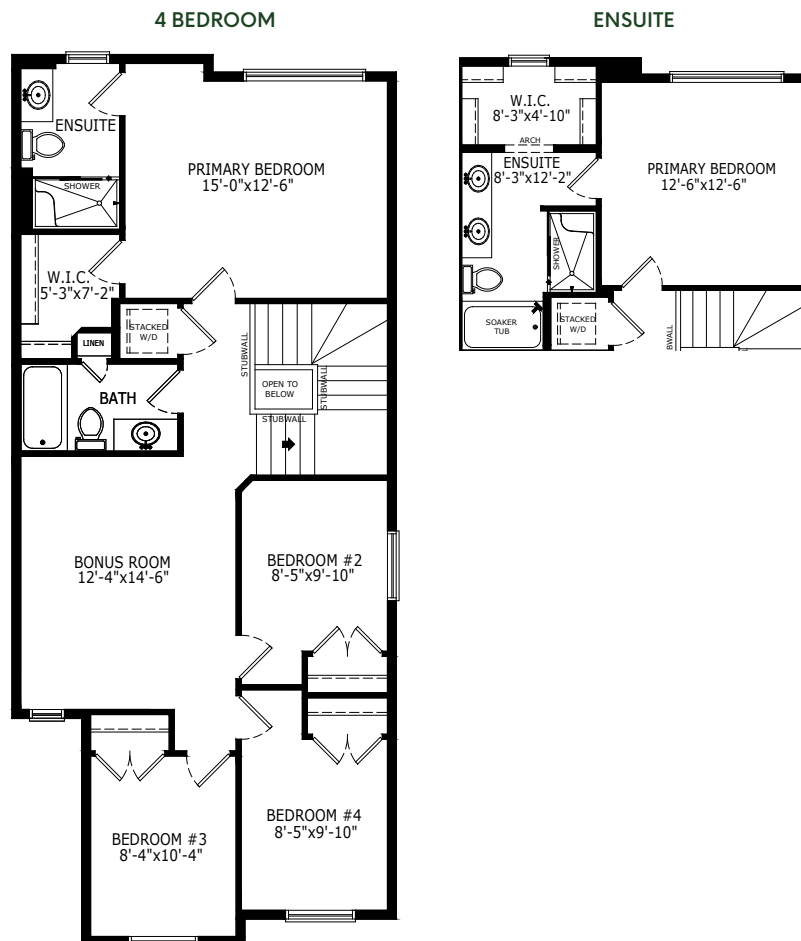 4 BEDROOM
ENSUITE
PRIMARY BEDROOM
15'-0"x12'-6"
SHOWER
W.I.C.
5'-3"x7'-2"
STACKED
W/D
LINEN
BATH
STUBWALL
OPEN TO
BELOW
STUBWALL
STUBWALL
BONUS ROOM
12'-4"x14'-6"
BEDROOM #2
8'-5"x9'-10"
BEDROOM #3
8'-4"x10'-4"
BEDROOM #4
8'-5"x9'-10"
ENSUITE
W.I.C.
8'-3"x4'-10"
ARCH
ENSUITE
8'-3"x12'-2"
PRIMARY BEDROOM
12'-6"x12'-6"
SHOWER
SOAKER
TUB
STACKED
W/D
BWALL